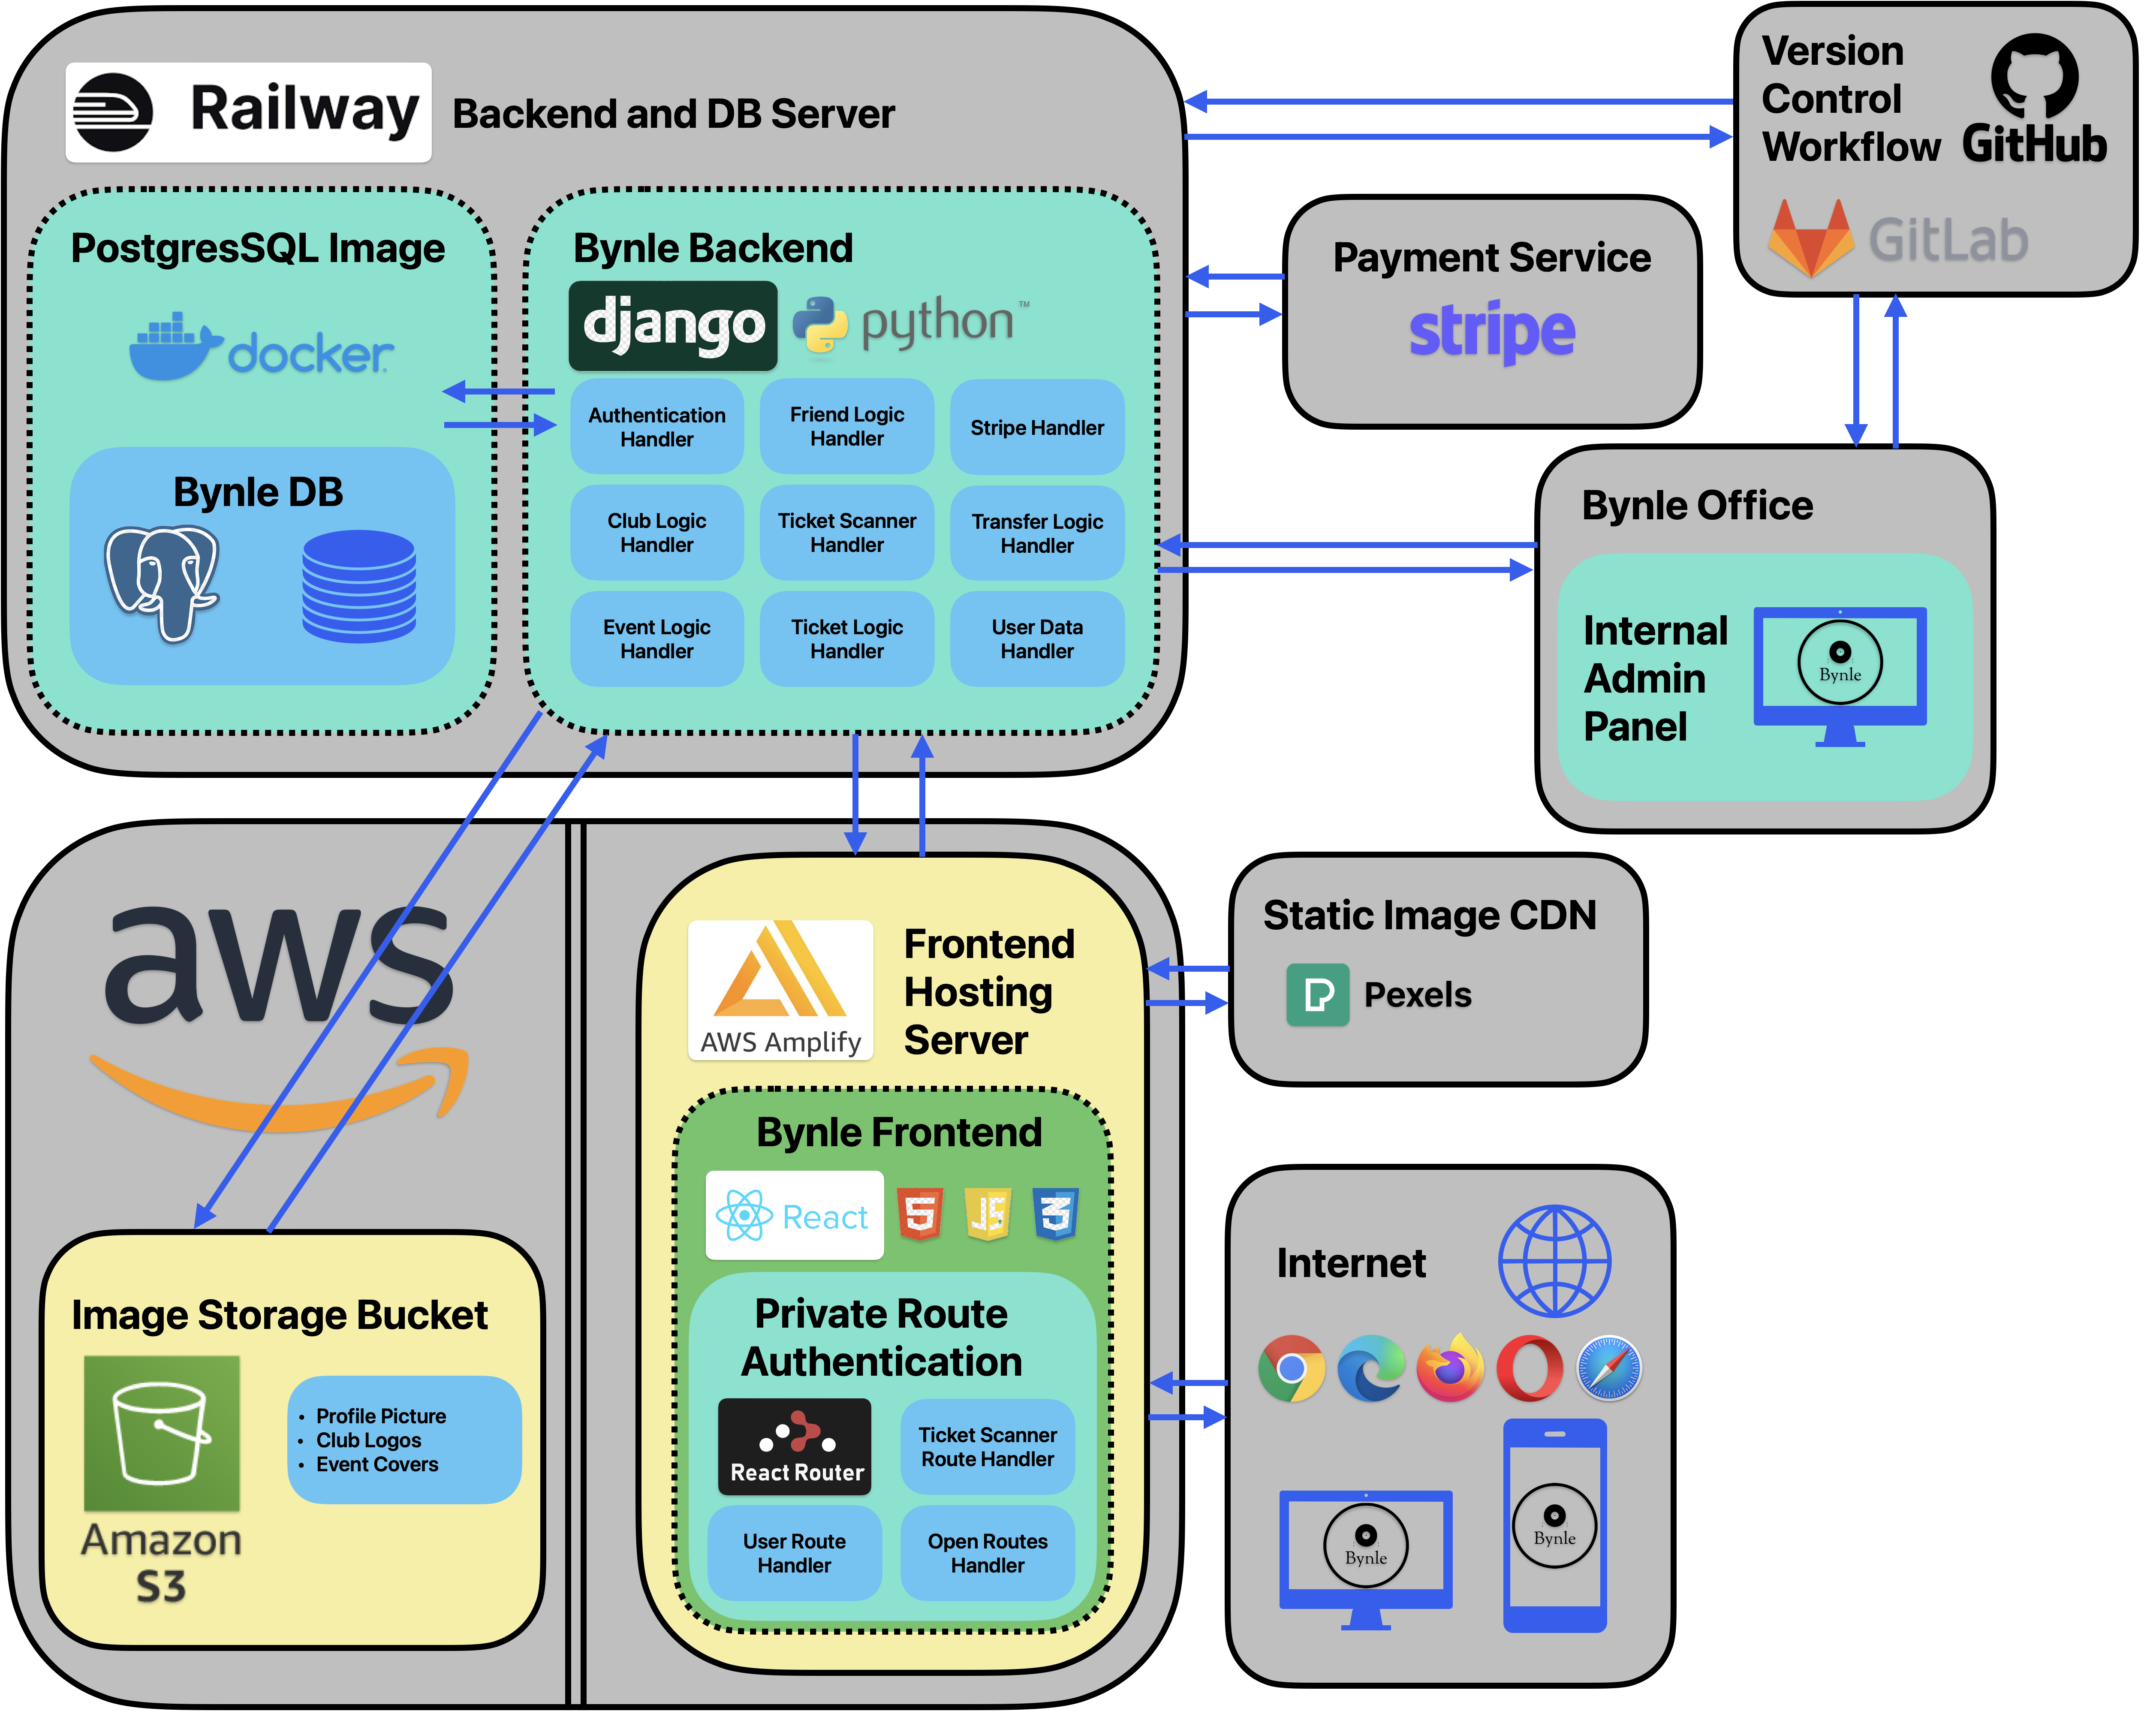 Railway
Backend and DB Server
PostgresSQL Image
docker
Bynle DB
Bynle Backend
django
python™
Authentication
Handler
Friend Logic
Handler
Stripe Handler
Club Logic
Handler
Ticket Scanner
Handler
Transfer Logic
Handler
Event Logic
Handler
Ticket Logic
Handler
User Data
Handler
Version
Control
Workflow
GitHub
GitLab
Payment Service
stripe
Bynle Office
Internal
Admin
Panel
Bynle
aws
Image Storage Bucket
Amazon
S3
• Profile Picture
• Club Logos
• Event Covers
AWS Amplify
Frontend
Hosting
Server
Bynle Frontend
React
5
JS
3
Private Route
Authentication
React Router
Ticket Scanner
Route Handler
User Route
Handler
Open Routes
Handler
Static Image CDN
Pexels
Internet
Bynle
Bynle